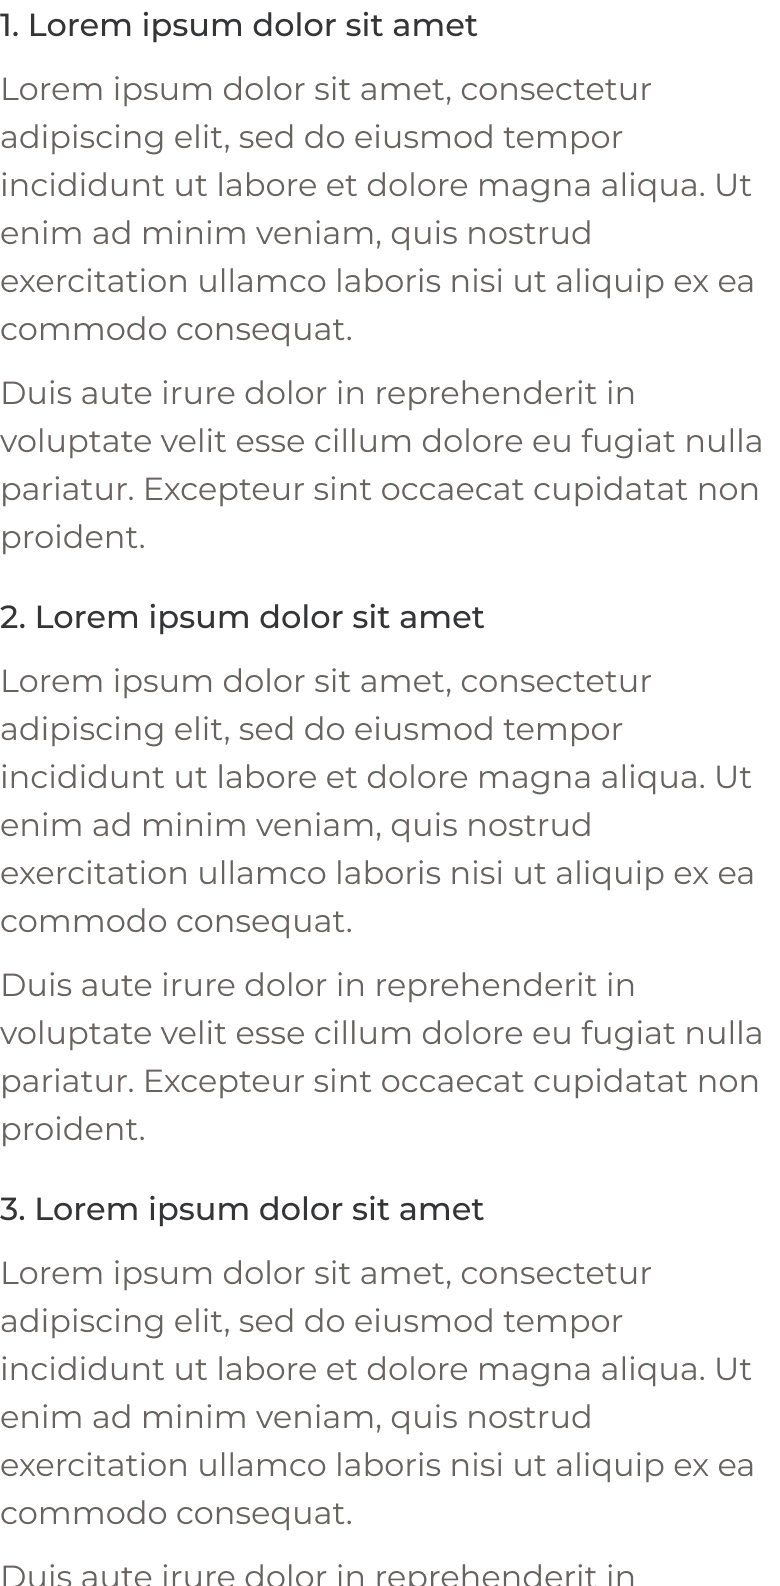 1. Lorem ipsum dolor sit amet
Lorem ipsum dolor sit amet, consectetur
adipiscing elit, sed do eiusmod tempor
incididunt ut labore et dolore magna aliqua. Ut
enim ad minim veniam, quis nostrud
exercitation ullamco laboris nisi ut aliquip ex ea
commodo consequat.
Duis aute irure dolor in reprehenderit in
voluptate velit esse cillum dolore eu fugiat nulla
pariatur. Excepteur sint occaecat cupidatat non
proident.
2. Lorem ipsum dolor sit amet
Lorem ipsum dolor sit amet, consectetur
adipiscing elit, sed do eiusmod tempor
incididunt ut labore et dolore magna aliqua. Ut
enim ad minim veniam, quis nostrud
exercitation ullamco laboris nisi ut aliquip ex ea
commodo consequat.
Duis aute irure dolor in reprehenderit in
voluptate velit esse cillum dolore eu fugiat nulla
pariatur. Excepteur sint occaecat cupidatat non
proident.
3. Lorem ipsum dolor sit amet
Lorem ipsum dolor sit amet, consectetur
adipiscing elit, sed do eiusmod tempor
incididunt ut labore et dolore magna aliqua. Ut
enim ad minim veniam, quis nostrud
exercitation ullamco laboris nisi ut aliquip ex ea
commodo consequat.
Duis aute irure dolor in reprehenderit in